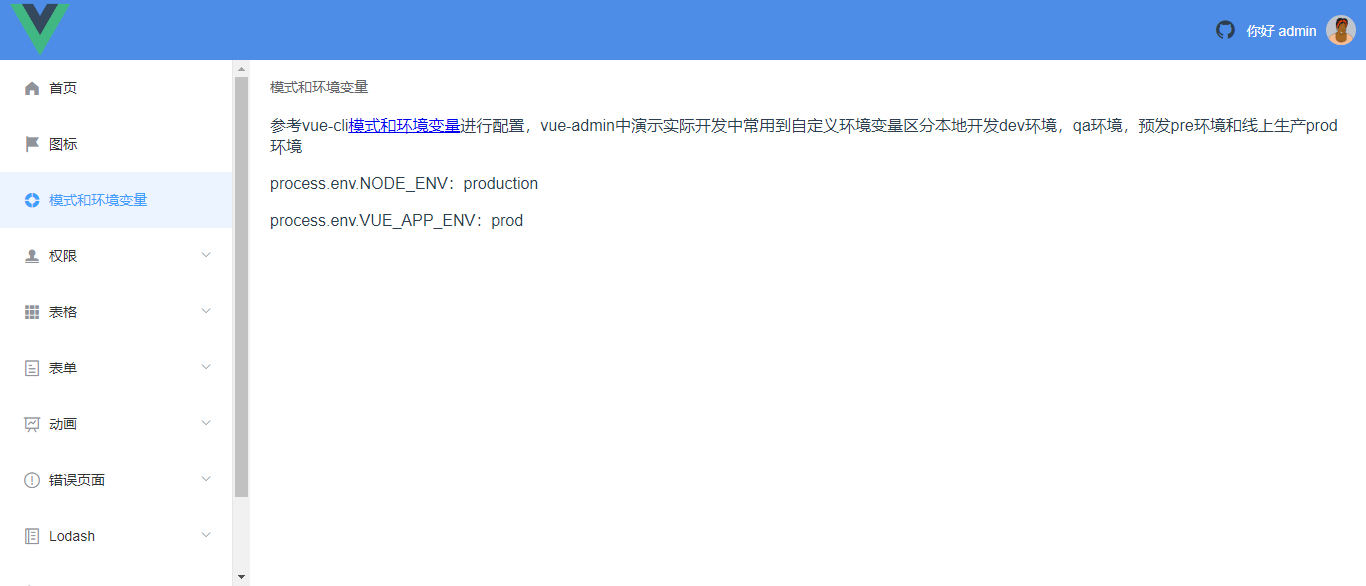 你好 admin
首页
图标
模式和环境变量
权限
表格
表单
动画
错误页面
Lodash
模式和环境变量
参考vue-cli模式和环境变量进行配置，vue-admin中演示实际开发中常用到自定义环境变量区分本地开发dev环境，qa环境，预发pre环境和线上生产prod
环境
process.env.NODE_ENV：production
process.env.VUE_APP_ENV：prod